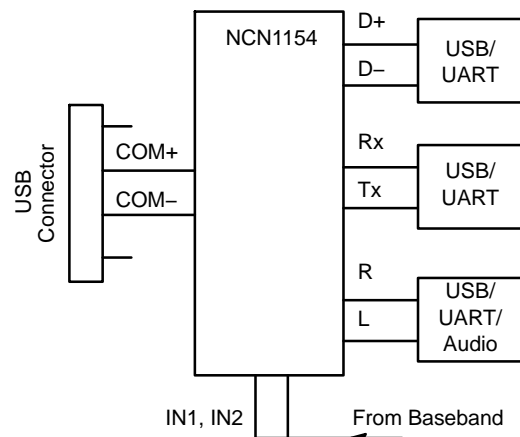 NCN1154
D+
D−
USB/
UART
USB
Connector
COM+
COM−
Rx
Tx
USB/
UART
R
L
USB/
UART/
Audio
IN1, IN2
From Baseband